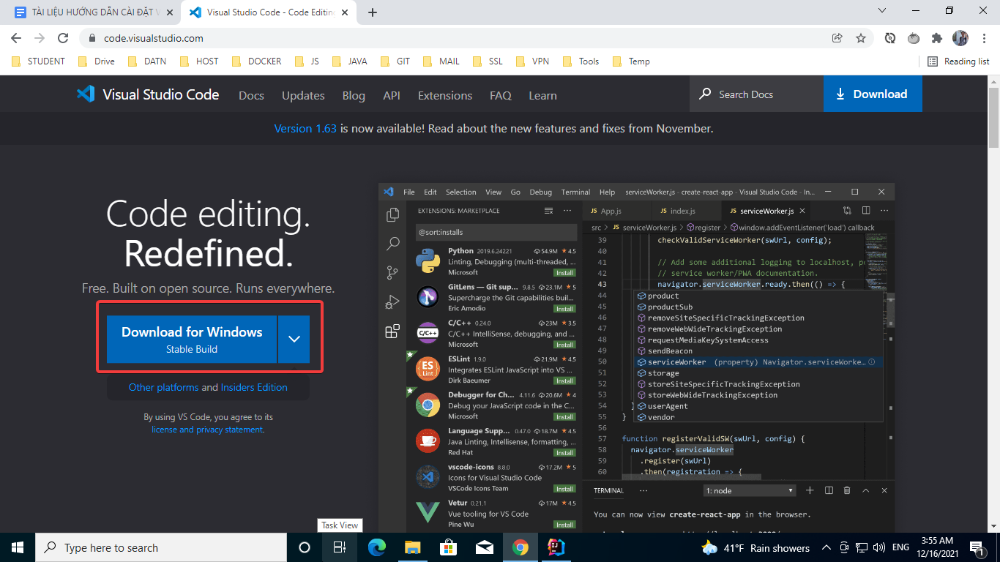 TÀI LIỆU HƯỚNG DẪN CÀI ĐẶT V
Visual Studio Code - Code Editing
code.visualstudio.com
STUDENT Drive DATN HOST DOCKER JS JAVA GIT MAIL SSL VPN Tools Temp Reading list
Visual Studio Code Docs Updates Blog API Extensions FAQ Learn Search Docs Download
Version 1.63 is now available! Read about the new features and fixes from November.
Code editing.
Redefined.
Free. Built on open source. Runs everywhere.
Download for Windows
Stable Build
Other platforms and Insiders Edition
By using VS Code, you agree to its
license and privacy statement.
File Edit Selection View Go Debug Terminal Help serviceWorker.js - create-react-app - Visual Studio Code - In...
EXTENSIONS: MARKETPLACE ···
@sort:installs
Python 2019.6.24221 54.9M ★4.5
Linting, Debugging (multi-threaded, ...
Microsoft Install
GitLens — Git sup... 9.8.5 23.1M ★5
Supercharge the Git capabilities buil...
Eric Amodio Install
C/C++ 0.24.0 23M ★3.5
C/C++ IntelliSense, debugging, and ...
Microsoft Install
C/C++
ESLint 1.9.0 21.9M ★4.5
Integrates ESLint JavaScript into VS ...
Dirk Baeumer Install
ES
Lint
Debugger for Ch... 4.11.6 20.6M ★4
Debug your JavaScript code in the C...
Microsoft Install
Language Supp... 0.47.0 18.7M ★4.5
Java Linting, Intellisense, formatting, ...
Red Hat Install
vscode-icons 8.8.0 17.2M ★5
Icons for Visual Studio Code
VSCode Icons Team Install
Vetur 0.21.1 17M ★4.5
Vue tooling for VS Code
Pine Wu Install
JS App.js JS index.js JS serviceWorker.js
src > JS serviceWorker.js > register > window.addEventListener('load') callback
39 checkValidServiceWorker(swUrl, config);
40
41 // Add some additional logging to localhost, po
42 // service worker/PWA documentation.
43 navigator.serviceWorker.ready.then(() => {
44 product
45 productSub
46 removeSiteSpecificTrackingException
47 removeWebWideTrackingException
48 requestMediaKeySystemAccess
49 sendBeacon
50 serviceWorker (property) Navigator.serviceWorke...
51 storage
52 storeSiteSpecificTrackingException
53 storeWebWideTrackingException
54 } userAgent
55 } vendor
56
57 function registerValidSW(swUrl, config) {
58 navigator.serviceWorker
59 .register(swUrl)
60 .then(registration => {
TERMINAL ··· 1: node
You can now view create-react-app in the browser.
Task View
Type here to search
41°F Rain showers ENG
3:55 AM
12/16/2021
1